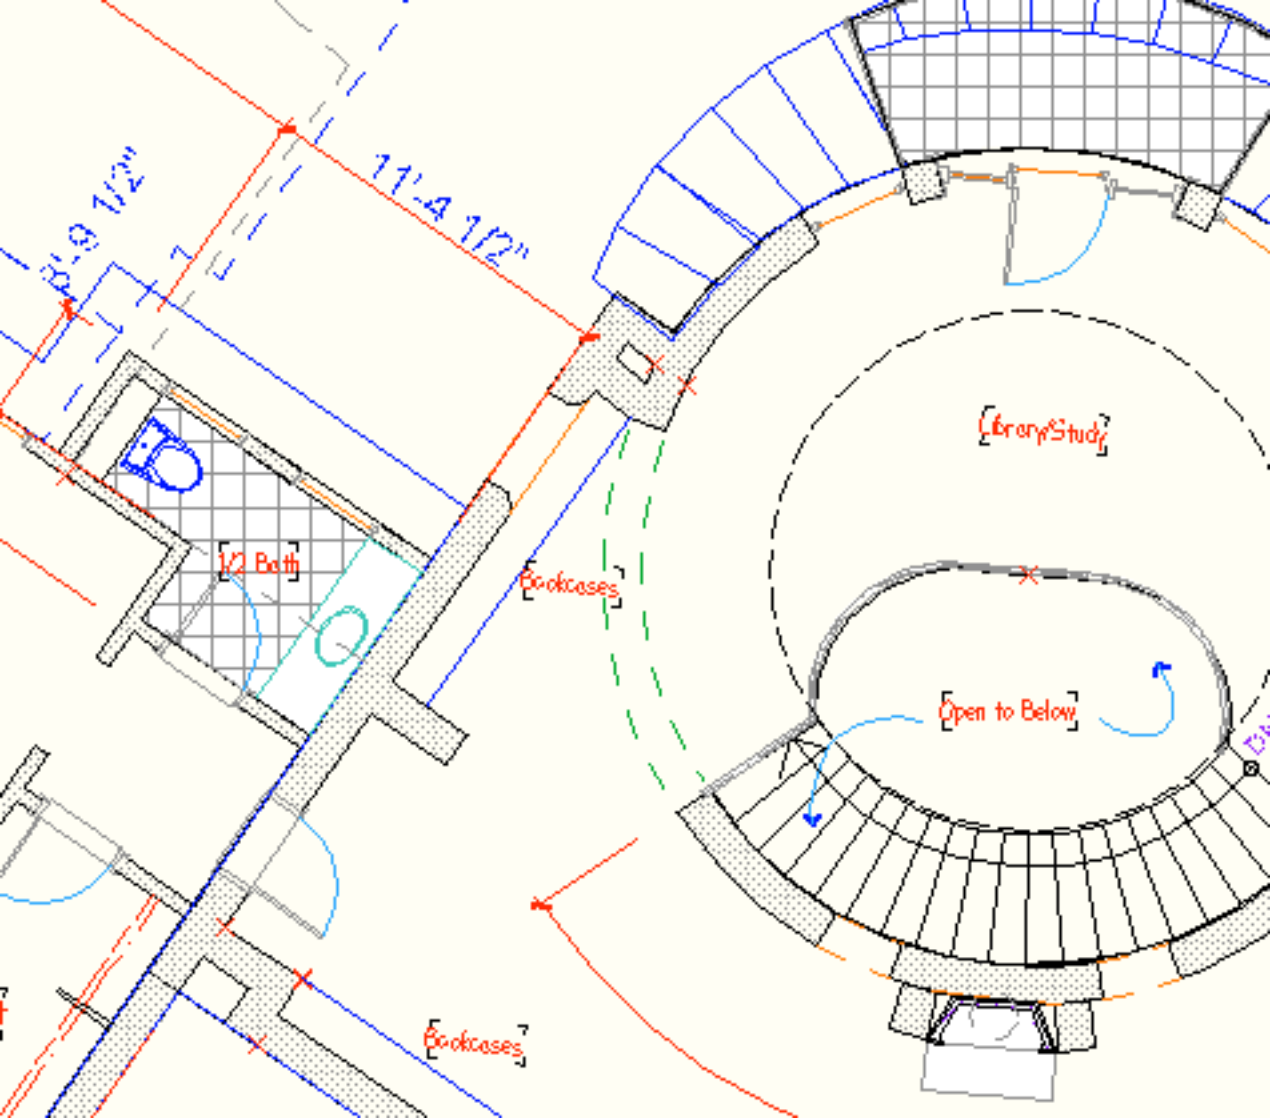 11'-4 1/2"
8'-9 1/2"
Library/Study
1/2 Bath
Bookcases
Open to Below
Bookcases